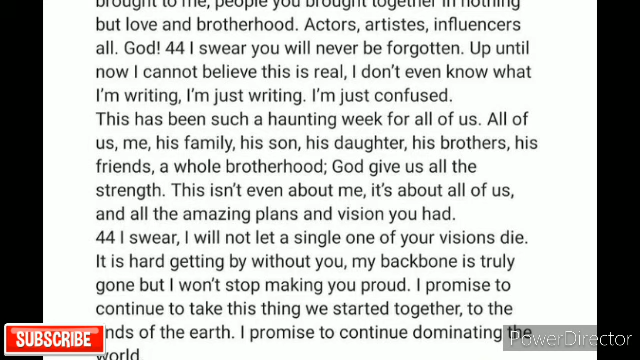 brought to me, people you brought together in nothing
but love and brotherhood. Actors, artistes, influencers
all. God! 44 I swear you will never be forgotten. Up until
now I cannot believe this is real, I don't even know what
I'm writing, I'm just writing. I'm just confused.
This has been such a haunting week for all of us. All of
us, me, his family, his son, his daughter, his brothers, his
friends, a whole brotherhood; God give us all the
strength. This isn't even about me, it's about all of us,
and all the amazing plans and vision you had.
44 I swear, I will not let a single one of your visions die.
It is hard getting by without you, my backbone is truly
gone but I won't stop making you proud. I promise to
continue to take this thing we started together, to the
ends of the earth. I promise to continue dominating the
world.
SUBSCRIBE
PowerDirector